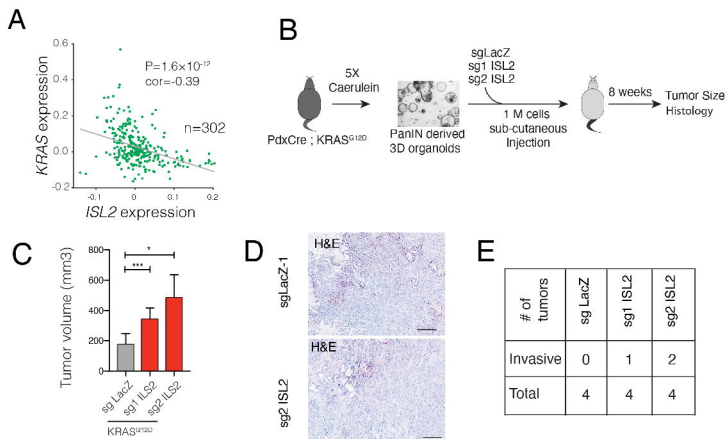 A
0.6
0.4
0.2
0.0
-0.2
KRAS expression
P=1.6×10-12
cor=-0.39
n=302
-0.1
0
0.1
0.2
ISL2 expression
B
5X
Caerulein
PdxCre ; KRASG12D
PanIN derived
3D organoids
sgLacZ
sg1 ISL2
sg2 ISL2
1 M cells
sub-cutaneous
Injection
8 weeks
Tumor Size
Histology
C
Tumor volume (mm3)
800
600
400
200
0
*
***
sg LacZ
sg1 ILS2
sg2 ILS2
KRASG12D
D
sgLacZ-1
H&E
sg2 ISL2
H&E
E
# of tumors
sg LacZ
sg1 ISL2
sg2 ISL2
Invasive 0 1 2
Total 4 4 4